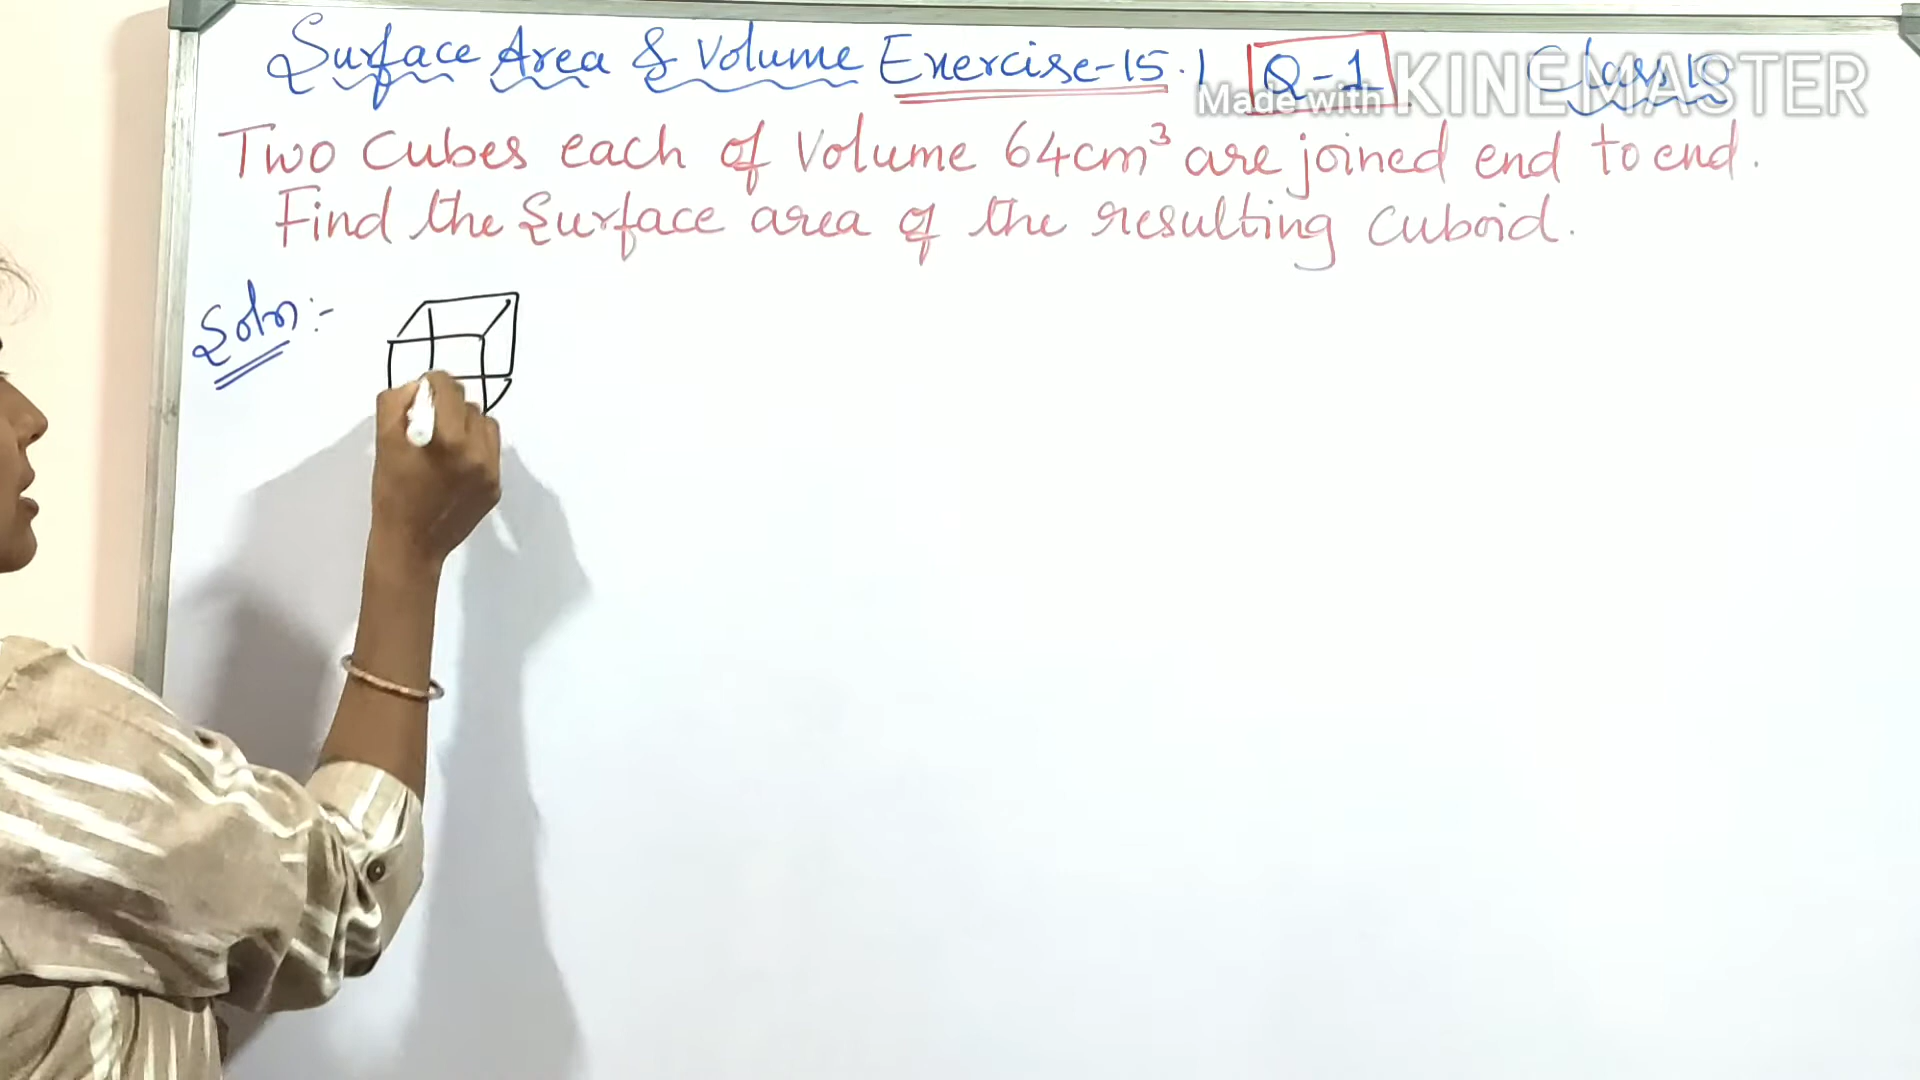 Surface Area & Volume Exercise-15.1 Q-1 Class 10
Made with KINEMASTER
Two Cubes each of Volume 64cm³ are joined end to end.
Find the Surface area of the resulting Cuboid.
Soln:-